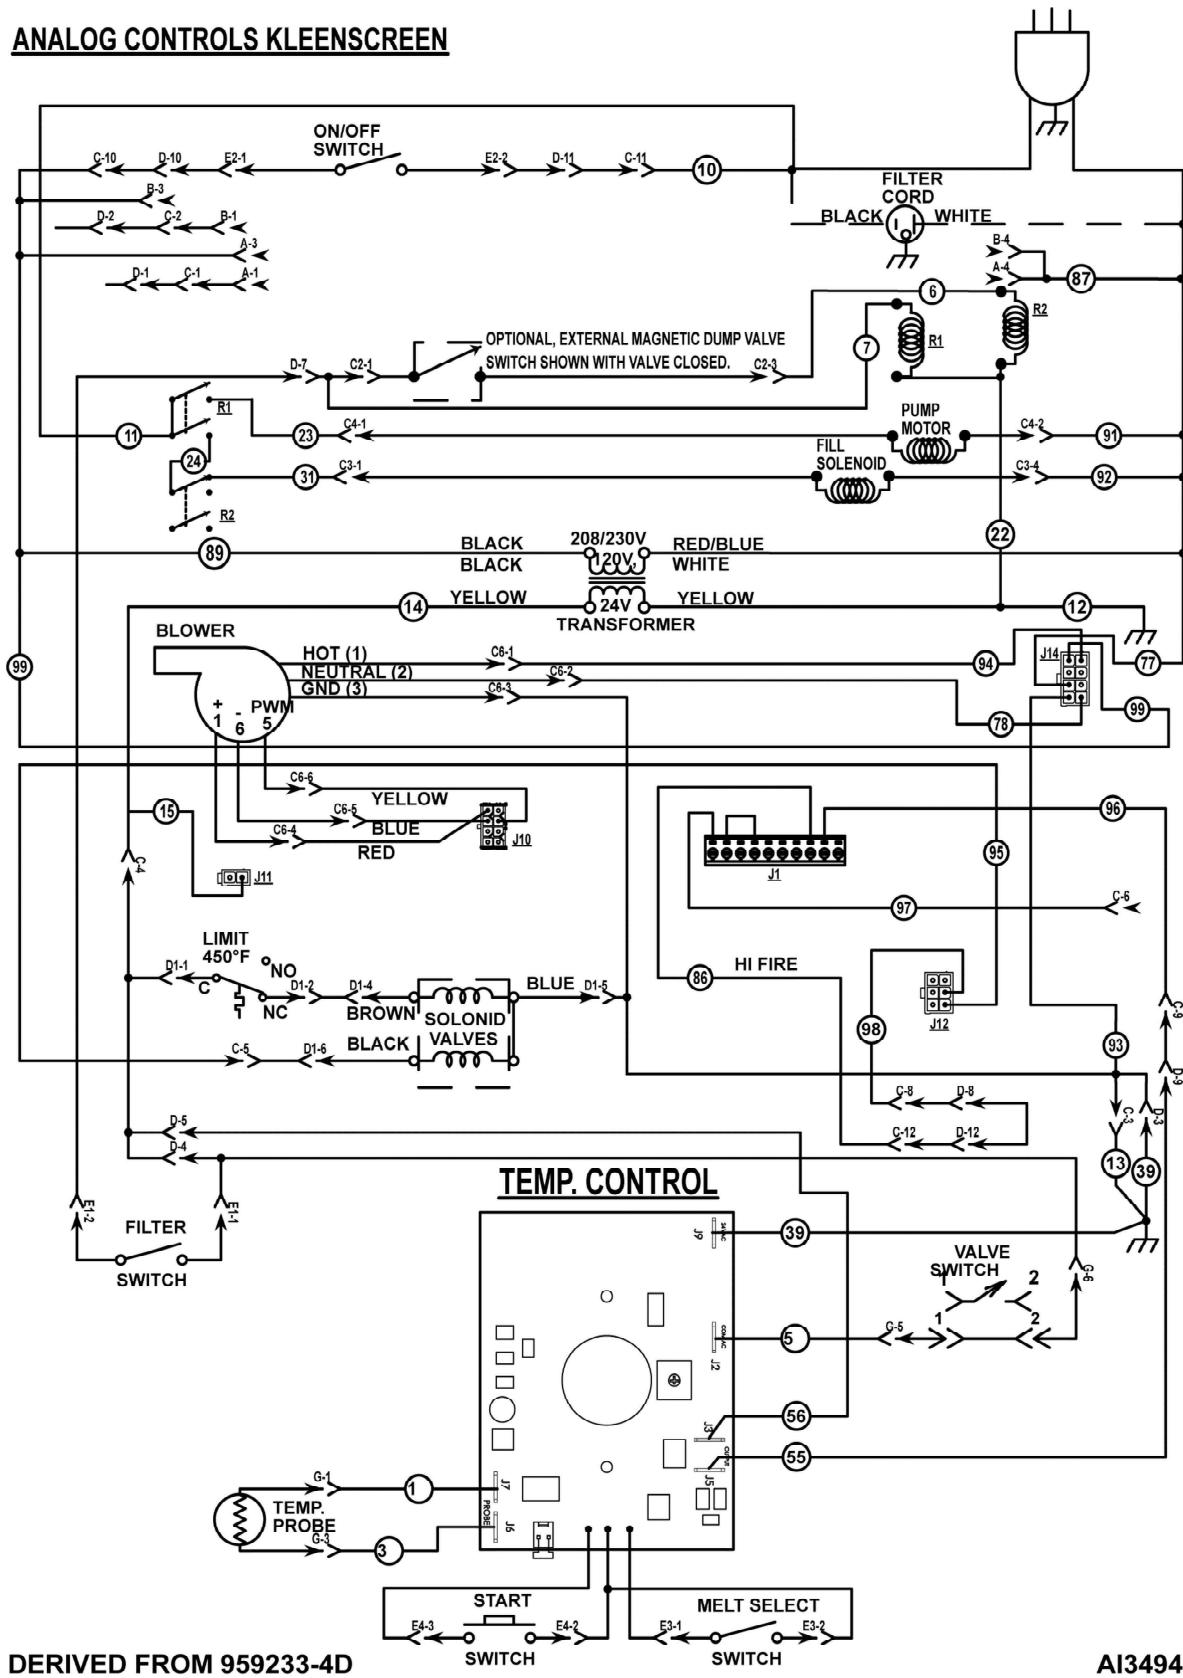 ANALOG CONTROLS KLEENSCREEN
ON/OFF
SWITCH
C-10
D-10
E2-1
E2-2
D-11
C-11
10
FILTER
CORD
BLACK
WHITE
B-3
D-2
C-2
B-1
A-3
D-1
C-1
A-1
B-4
A-4
87
6
R2
R1
7
OPTIONAL, EXTERNAL MAGNETIC DUMP VALVE
SWITCH SHOWN WITH VALVE CLOSED.
D-7
C2-1
C2-3
R1
11
23
C4-1
PUMP
MOTOR
C4-2
91
24
31
C3-1
FILL
SOLENOID
C3-4
92
R2
22
89
BLACK
BLACK
208/230V
120V,
RED/BLUE
WHITE
14
YELLOW
24V
YELLOW
12
TRANSFORMER
BLOWER
99
HOT (1)
NEUTRAL (2)
GND (3)
C6-1
C6-2
C6-3
94
J14
77
78
99
+
-
PWM
1
6
5
C6-6
YELLOW
C6-5
BLUE
C6-4
RED
J10
15
C-4
J11
J1
96
95
97
C-6
LIMIT
450°F
NO
C
NC
D1-1
D1-2
D1-4
BROWN
SOLONID
VALVES
BLUE
D1-5
BLACK
C-5
D1-6
86
HI FIRE
98
J12
C-9
93
D-9
C-8
D-8
C-12
D-12
C-3
D-3
13
39
D-5
D-4
E1-2
E1-1
FILTER
SWITCH
TEMP. CONTROL
J9
24VAC
39
VALVE
SWITCH
1
2
1
2
G-6
G-5
5
COM AC
J2
56
J3
J5
55
G-1
1
J7
TEMP.
PROBE
PROBE
G-3
3
J6
START
SWITCH
E4-3
E4-2
MELT SELECT
SWITCH
E3-1
E3-2
DERIVED FROM 959233-4D
AI3494